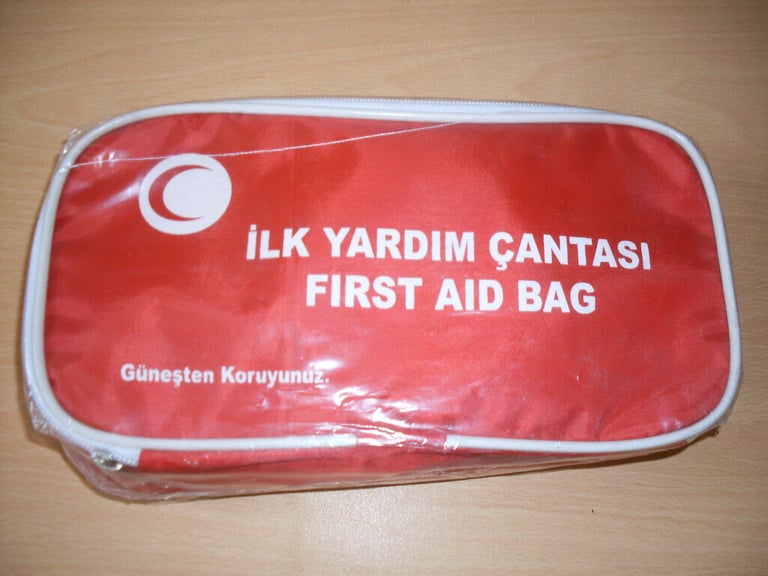 İLK YARDIM ÇANTASI
FIRST AID BAG
Güneşten Koruyunuz.